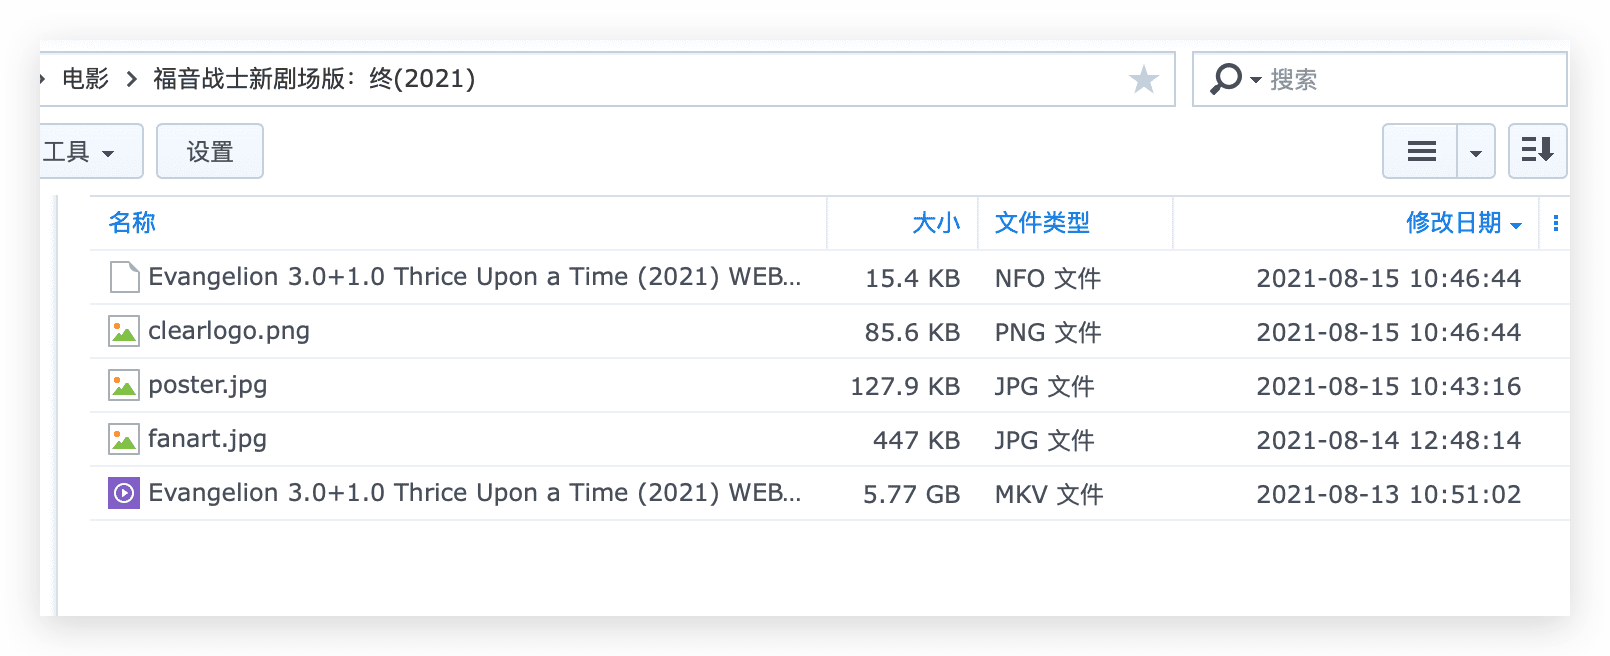 电影 > 福音战士新剧场版：终(2021)
搜索
工具
设置
名称 大小 文件类型 修改日期
Evangelion 3.0+1.0 Thrice Upon a Time (2021) WEB... 15.4 KB NFO 文件 2021-08-15 10:46:44
clearlogo.png 85.6 KB PNG 文件 2021-08-15 10:46:44
poster.jpg 127.9 KB JPG 文件 2021-08-15 10:43:16
fanart.jpg 447 KB JPG 文件 2021-08-14 12:48:14
Evangelion 3.0+1.0 Thrice Upon a Time (2021) WEB... 5.77 GB MKV 文件 2021-08-13 10:51:02